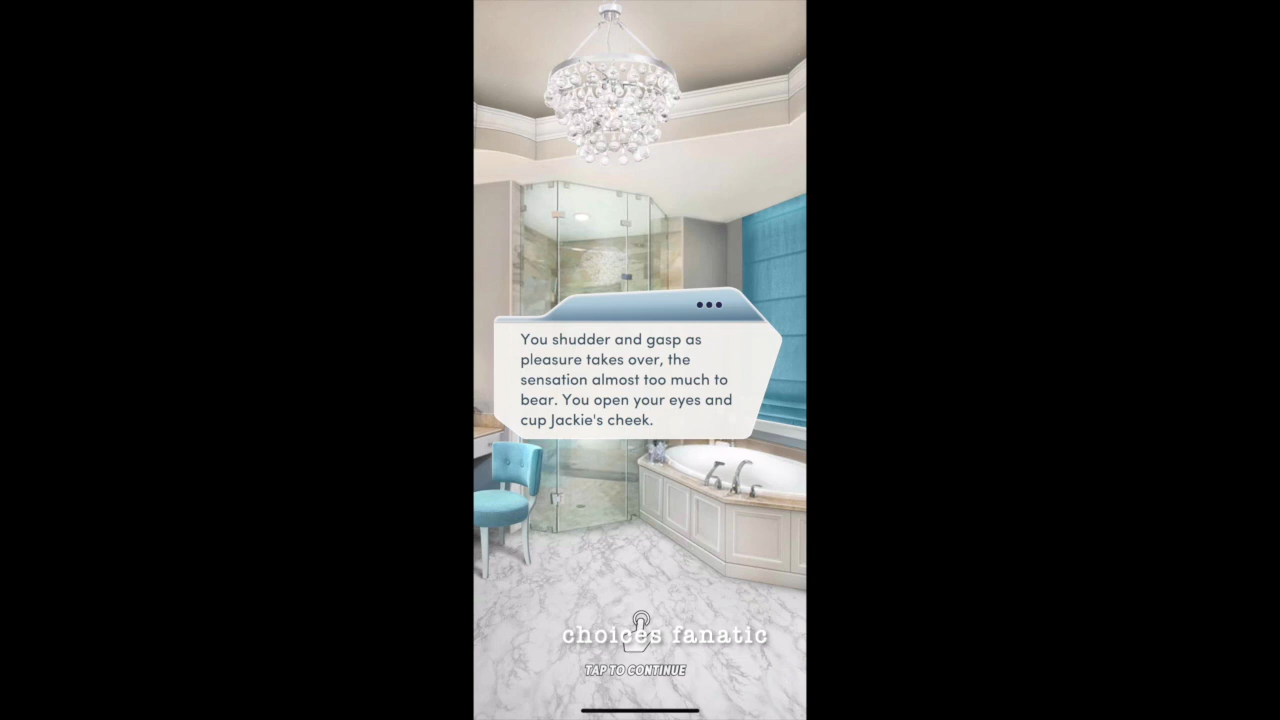 You shudder and gasp as
pleasure takes over, the
sensation almost too much to
bear. You open your eyes and
cup Jackie's cheek.
choices fanatic
TAP TO CONTINUE